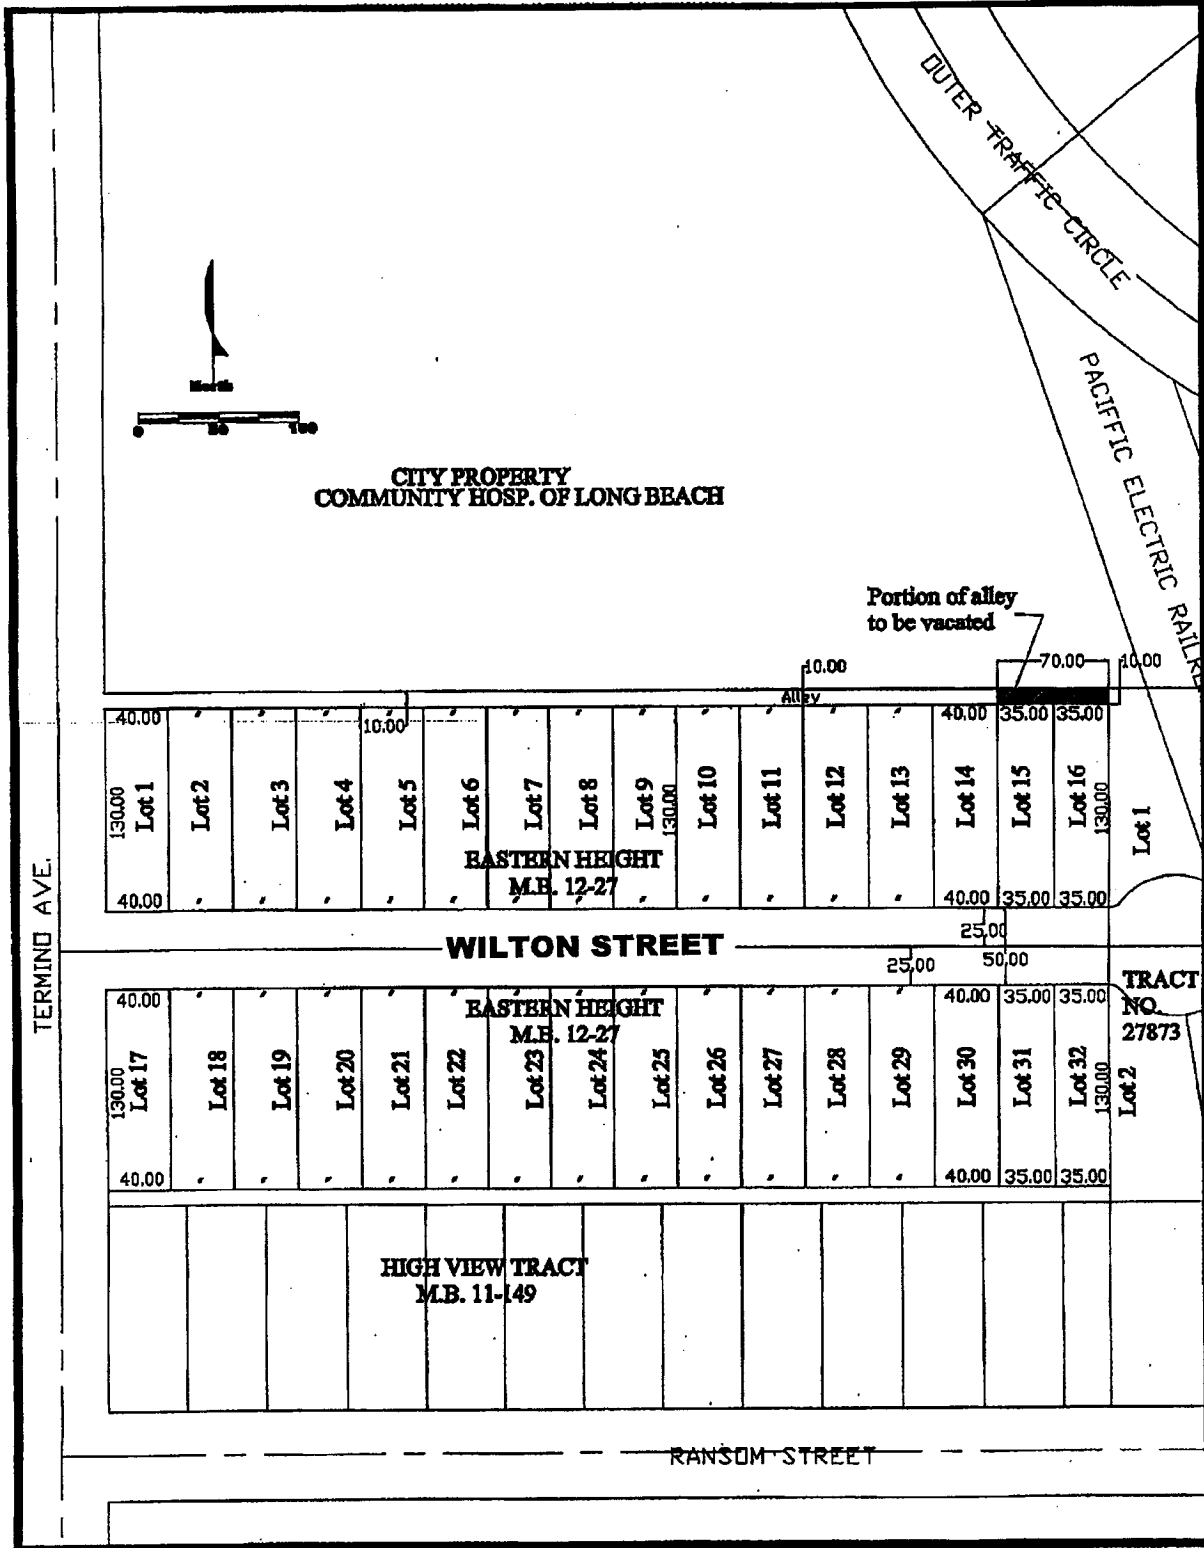 OUTER TRAFFIC CIRCLE
North
0 50 100
PACIFFIC ELECTRIC RAILR
CITY PROPERTY
COMMUNITY HOSP. OF LONG BEACH
Portion of alley
to be vacated
10.00
70.00
10.00
Alley
40.00 " " " " " " " " " " " " 40.00 35.00 35.00
10.00
130.00
Lot 1
Lot 2
Lot 3
Lot 4
Lot 5
Lot 6
Lot 7
Lot 8
Lot 9
130.00
Lot 10
Lot 11
Lot 12
Lot 13
Lot 14
Lot 15
Lot 16
130.00
Lot 1
EASTERN HEIGHT
M.B. 12-27
40.00 " " " " " " " " " " " " 40.00 35.00 35.00
TERMINO AVE.
WILTON STREET
25.00
25.00
50.00
TRACT
NO.
27873
40.00 " " " " " " " " " " " " 40.00 35.00 35.00
EASTERN HEIGHT
M.B. 12-27
130.00
Lot 17
Lot 18
Lot 19
Lot 20
Lot 21
Lot 22
Lot 23
Lot 24
Lot 25
Lot 26
Lot 27
Lot 28
Lot 29
Lot 30
Lot 31
Lot 32
130.00
Lot 2
40.00 " " " " " " " " " " " " 40.00 35.00 35.00
HIGH VIEW TRACT
M.B. 11-149
RANSOM STREET